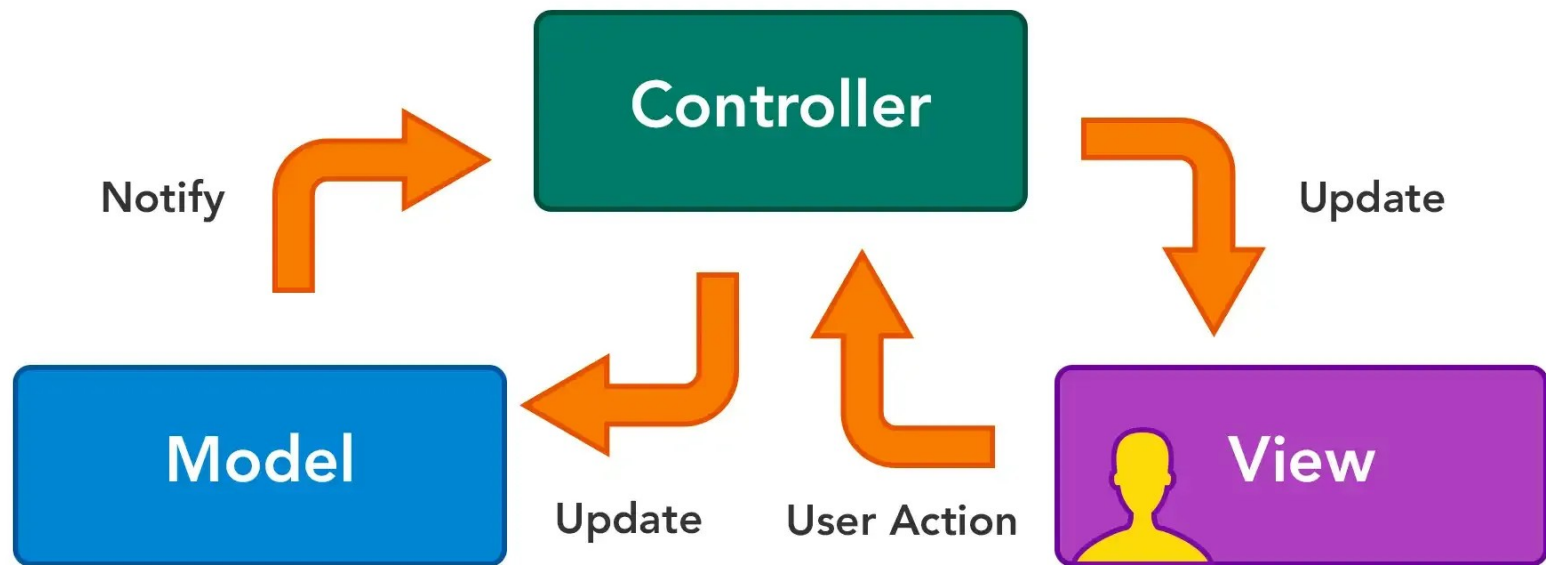 Controller
Notify
Update
Model
View
Update
User Action